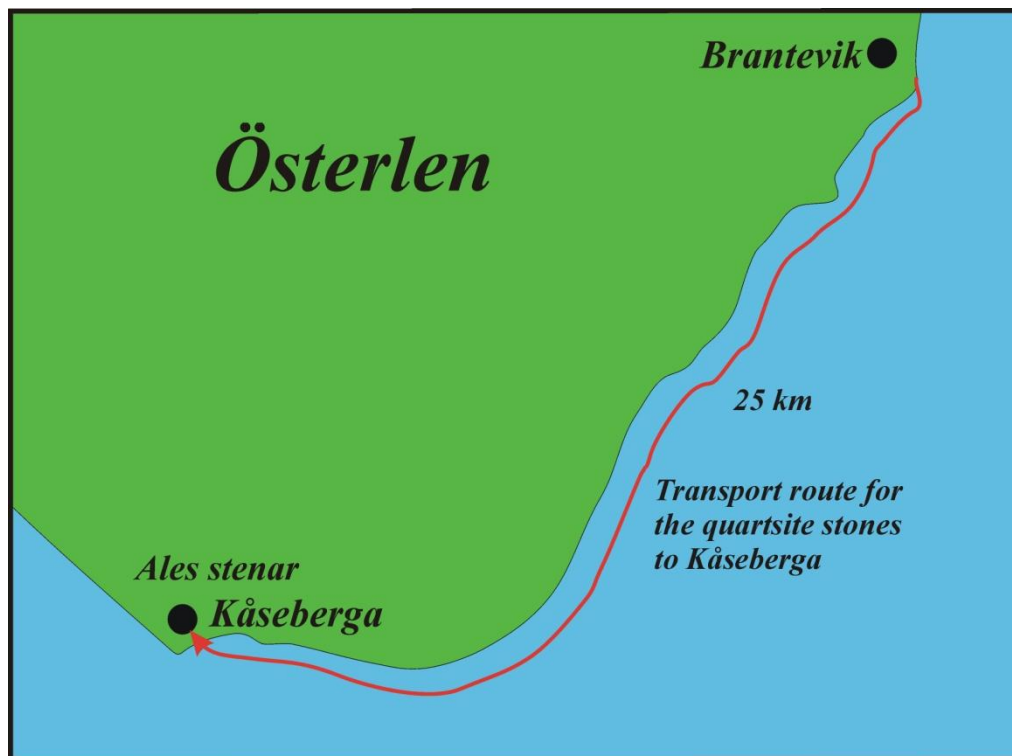 Brantevik
Österlen
25 km
Transport route for
the quartsite stones
to Kåseberga
Ales stenar
Kåseberga